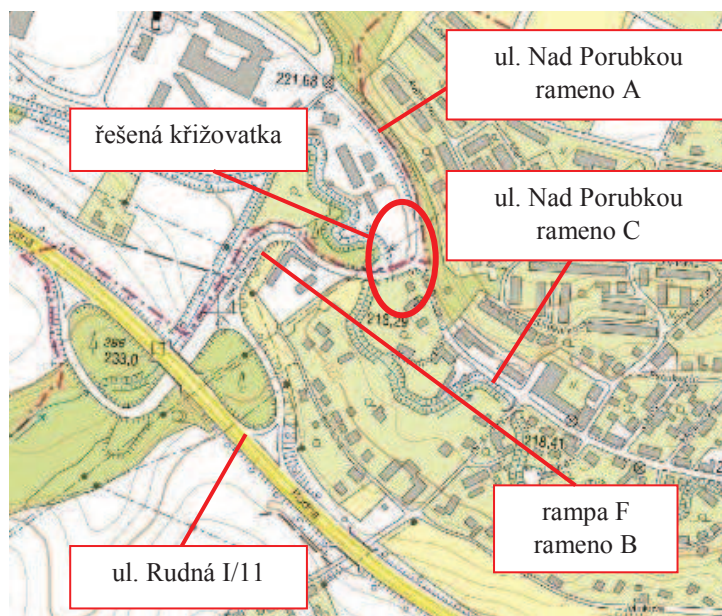 ul. Nad Porubkou
rameno A
221,68
řešená křižovatka
ul. Nad Porubkou
rameno C
266
233,0
218,29
218,41
rampa F
rameno B
ul. Rudná I/11